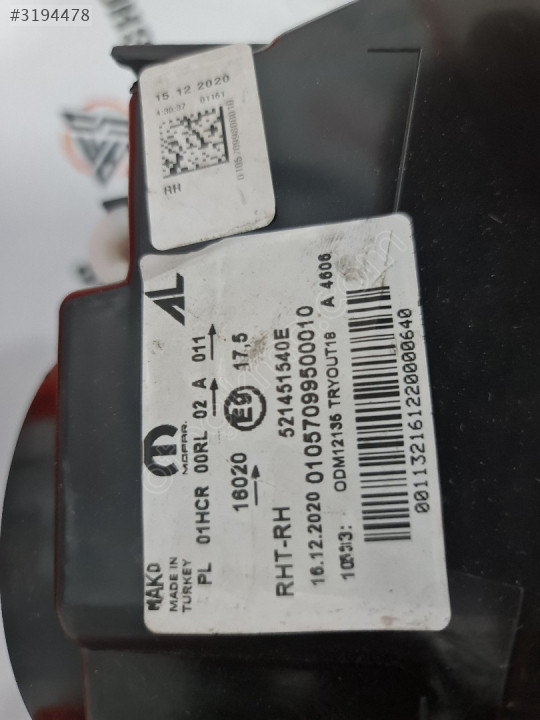 #3194478
15 12 2020
RH
AL
MOPAR.
MAKO
MADE IN
TURKEY
PL 01HCR 00RL 02 A 011
16020 E9 17,5
RHT-RH 521451540E
16.12.2020 01057099500010
ODM12136 TRYOUT18 A 4606
001132161220000640